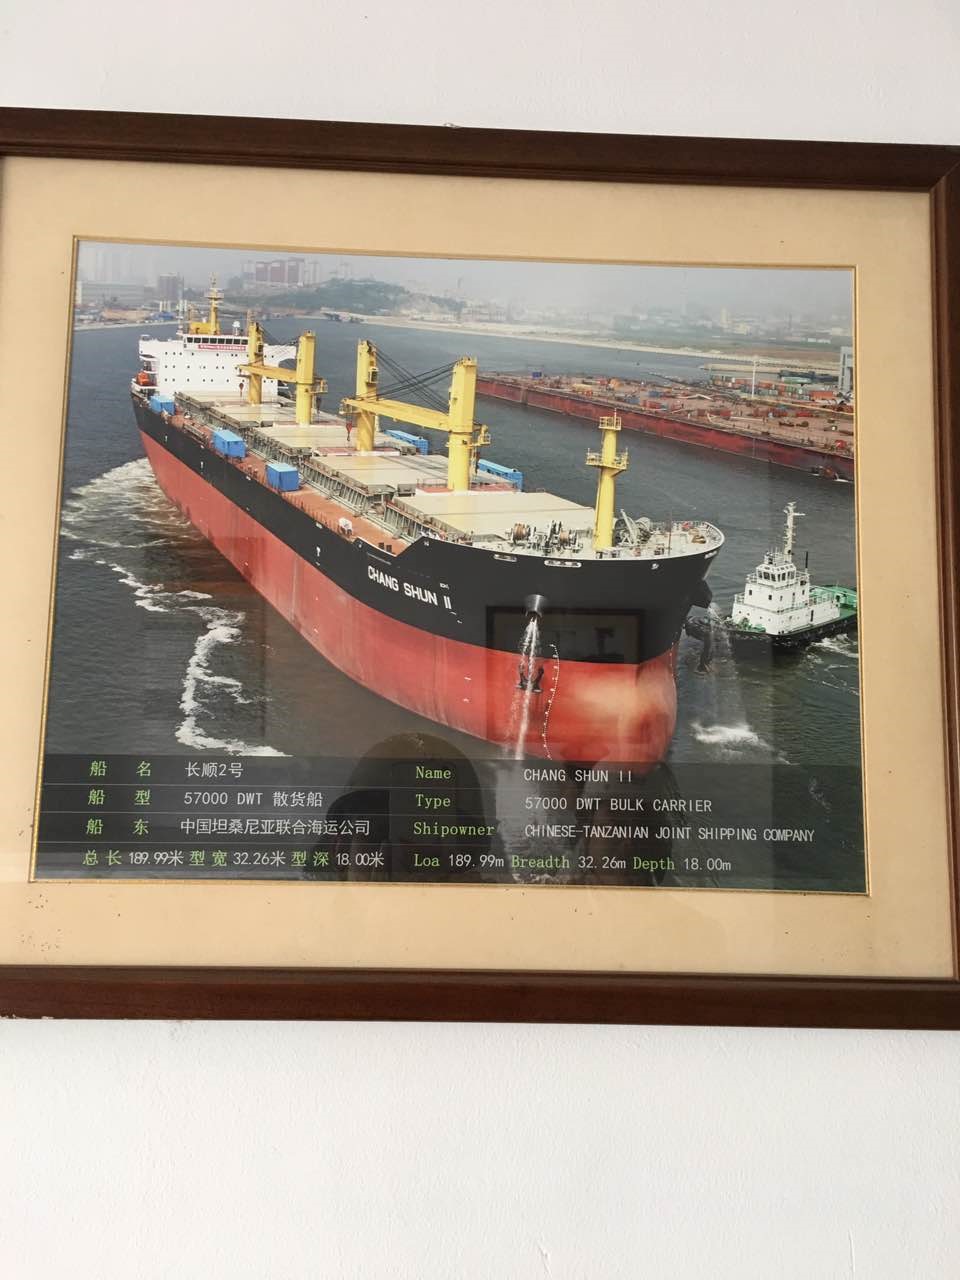 CHANG SHUN II
船 名 长顺2号 Name CHANG SHUN II
船 型 57000 DWT 散货船 Type 57000 DWT BULK CARRIER
船 东 中国坦桑尼亚联合海运公司 Shipowner CHINESE-TANZANIAN JOINT SHIPPING COMPANY
总 长 189.99米 型 宽 32.26米 型 深 18.00米 Loa 189.99m Breadth 32.26m Depth 18.00m